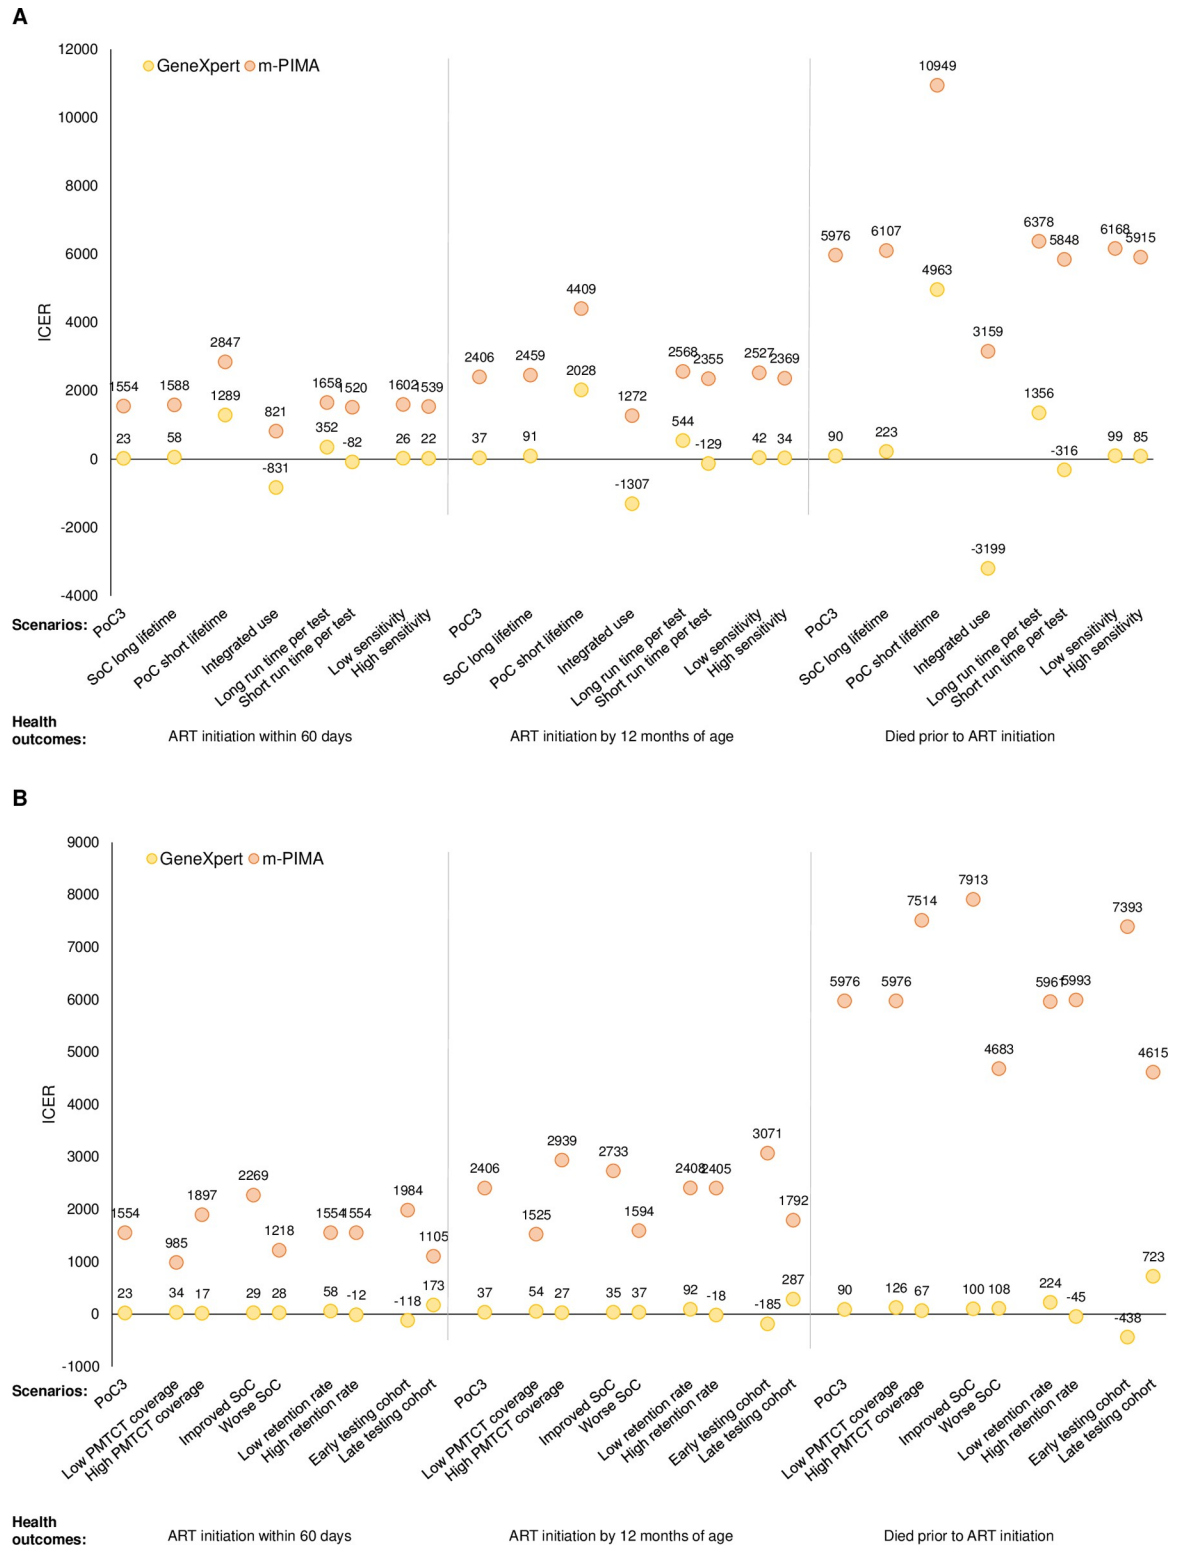 A
GeneXpert m-PIMA
ICER
12000
10000
8000
6000
4000
2000
0
-2000
-4000
1554 1588 2847 821 1658 1520 1602 1539
23 58 1289 -831 352 -82 26 22
2406 2459 4409 1272 2568 2355 2527 2369
37 91 2028 -1307 544 -129 42 34
5976 6107 10949 3159 6378 5848 6168 5915
90 223 4963 -3199 1356 -316 99 85
Scenarios:
PoC3
SoC long lifetime
PoC short lifetime
Integrated use
Long run time per test
Short run time per test
Low sensitivity
High sensitivity
PoC3
SoC long lifetime
PoC short lifetime
Integrated use
Long run time per test
Short run time per test
Low sensitivity
High sensitivity
PoC3
SoC long lifetime
PoC short lifetime
Integrated use
Long run time per test
Short run time per test
Low sensitivity
High sensitivity
Health
outcomes:
ART initiation within 60 days ART initiation by 12 months of age Died prior to ART initiation
B
GeneXpert m-PIMA
ICER
9000
8000
7000
6000
5000
4000
3000
2000
1000
0
-1000
1554 985 1897 2269 1218 1554 1554 1984 1105
23 34 17 29 28 58 -12 -118 173
2406 1525 2939 2733 1594 2408 2405 3071 1792
37 54 27 35 37 92 -18 -185 287
5976 5976 7514 7913 4683 5961 5993 7393 4615
90 126 67 100 108 224 -45 -438 723
Scenarios:
PoC3
Low PMTCT coverage
High PMTCT coverage
Improved SoC
Worse SoC
Low retention rate
High retention rate
Early testing cohort
Late testing cohort
PoC3
Low PMTCT coverage
High PMTCT coverage
Improved SoC
Worse SoC
Low retention rate
High retention rate
Early testing cohort
Late testing cohort
PoC3
Low PMTCT coverage
High PMTCT coverage
Improved SoC
Worse SoC
Low retention rate
High retention rate
Early testing cohort
Late testing cohort
Health
outcomes:
ART initiation within 60 days ART initiation by 12 months of age Died prior to ART initiation